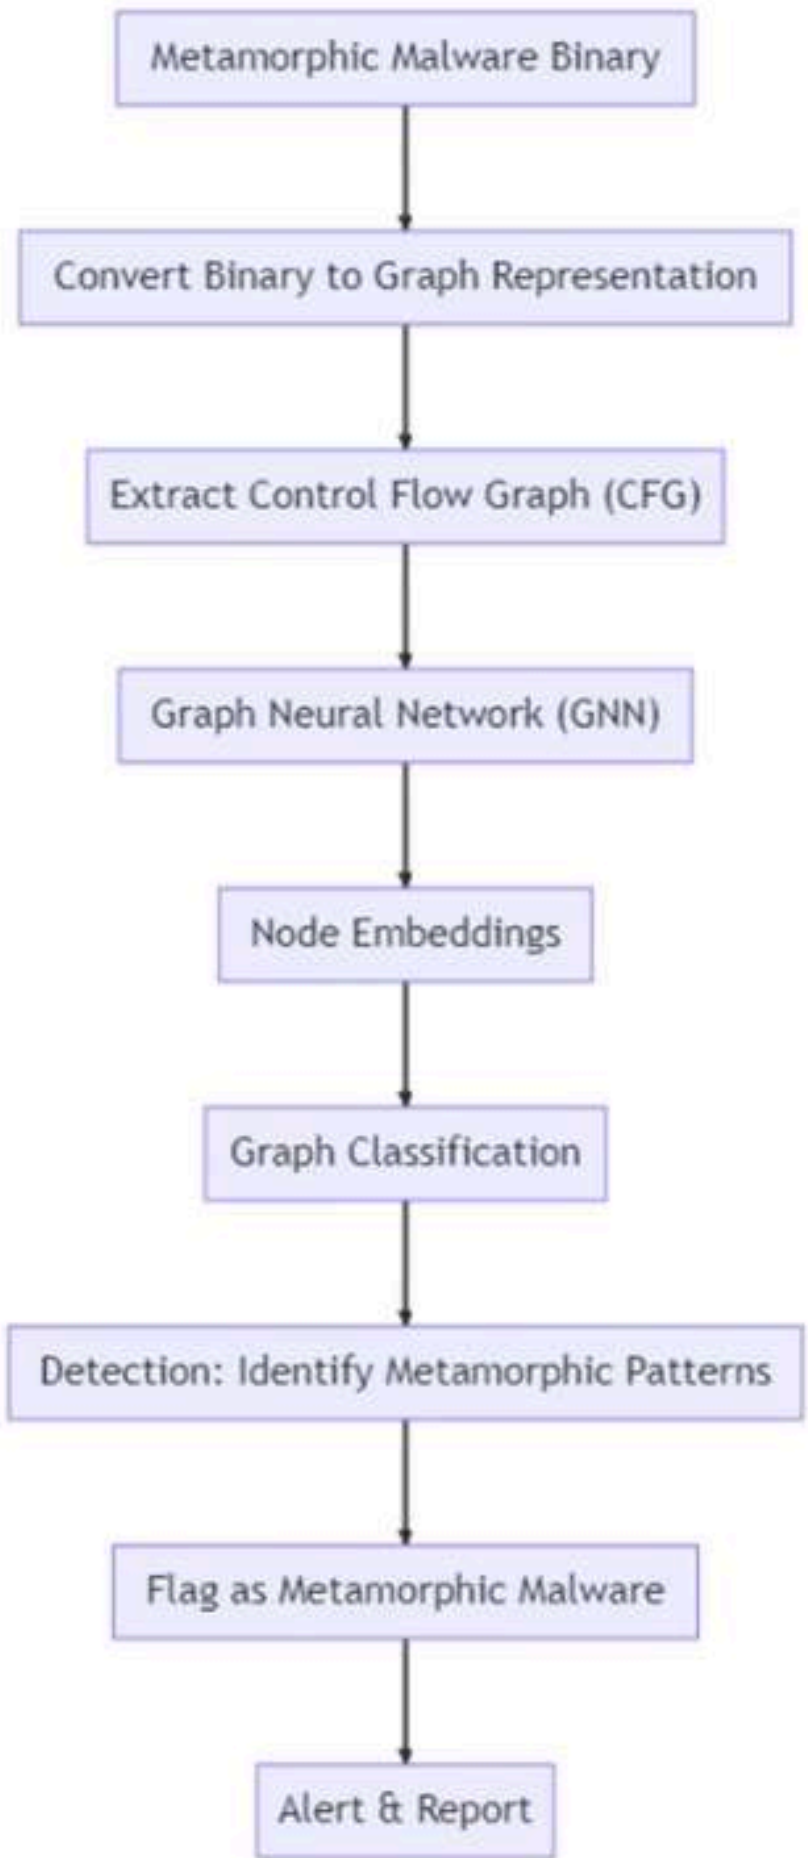 Metamorphic Malware Binary
Convert Binary to Graph Representation
Extract Control Flow Graph (CFG)
Graph Neural Network (GNN)
Node Embeddings
Graph Classification
Detection: Identify Metamorphic Patterns
Flag as Metamorphic Malware
Alert & Report